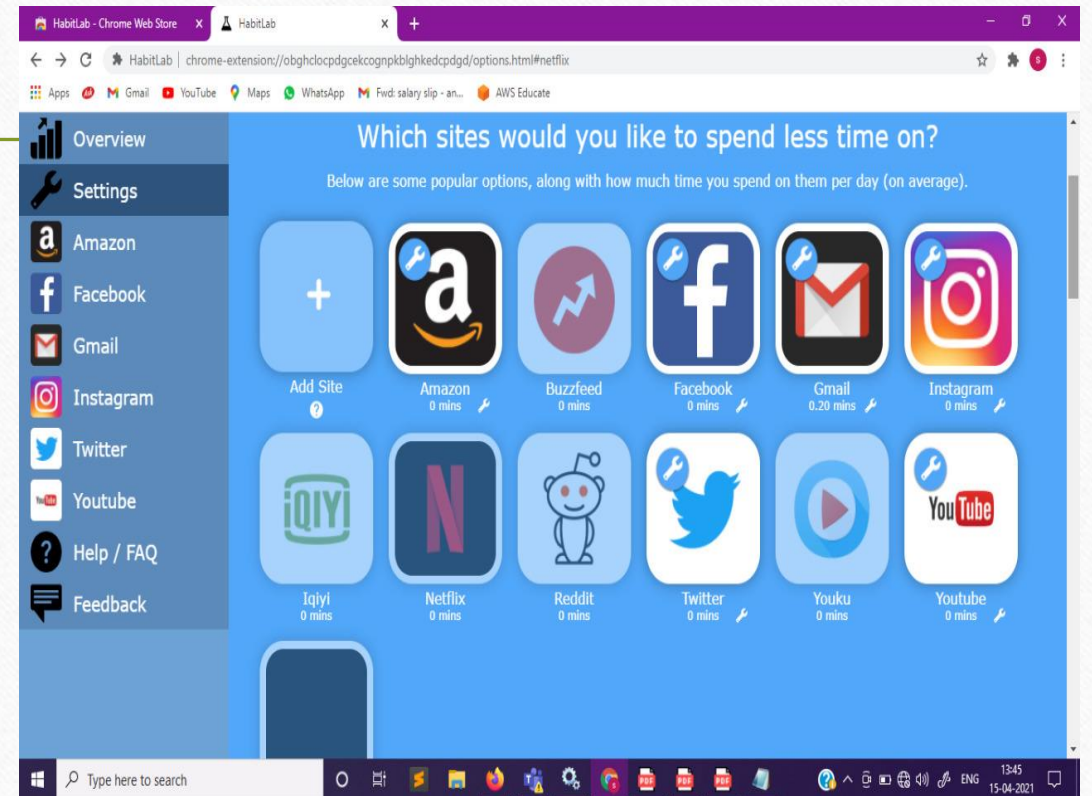 HabitLab - Chrome Web Store X HabitLab X +
HabitLab | chrome-extension://obghclocpdgcekcognpkblghkedcpdgd/options.html#netflix
Apps Gmail YouTube Maps WhatsApp Fwd: salary slip - an... AWS Educate
Overview
Settings
Amazon
Facebook
Gmail
Instagram
Twitter
Youtube
Help / FAQ
Feedback
Which sites would you like to spend less time on?
Below are some popular options, along with how much time you spend on them per day (on average).
Add Site Amazon Buzzfeed Facebook Gmail Instagram
0 mins 0 mins 0 mins 0.20 mins 0 mins
iQIYI N You Tube
Iqiyi Netflix Reddit Twitter Youku Youtube
0 mins 0 mins 0 mins 0 mins 0 mins 0 mins
Type here to search
ENG
13:45
15-04-2021